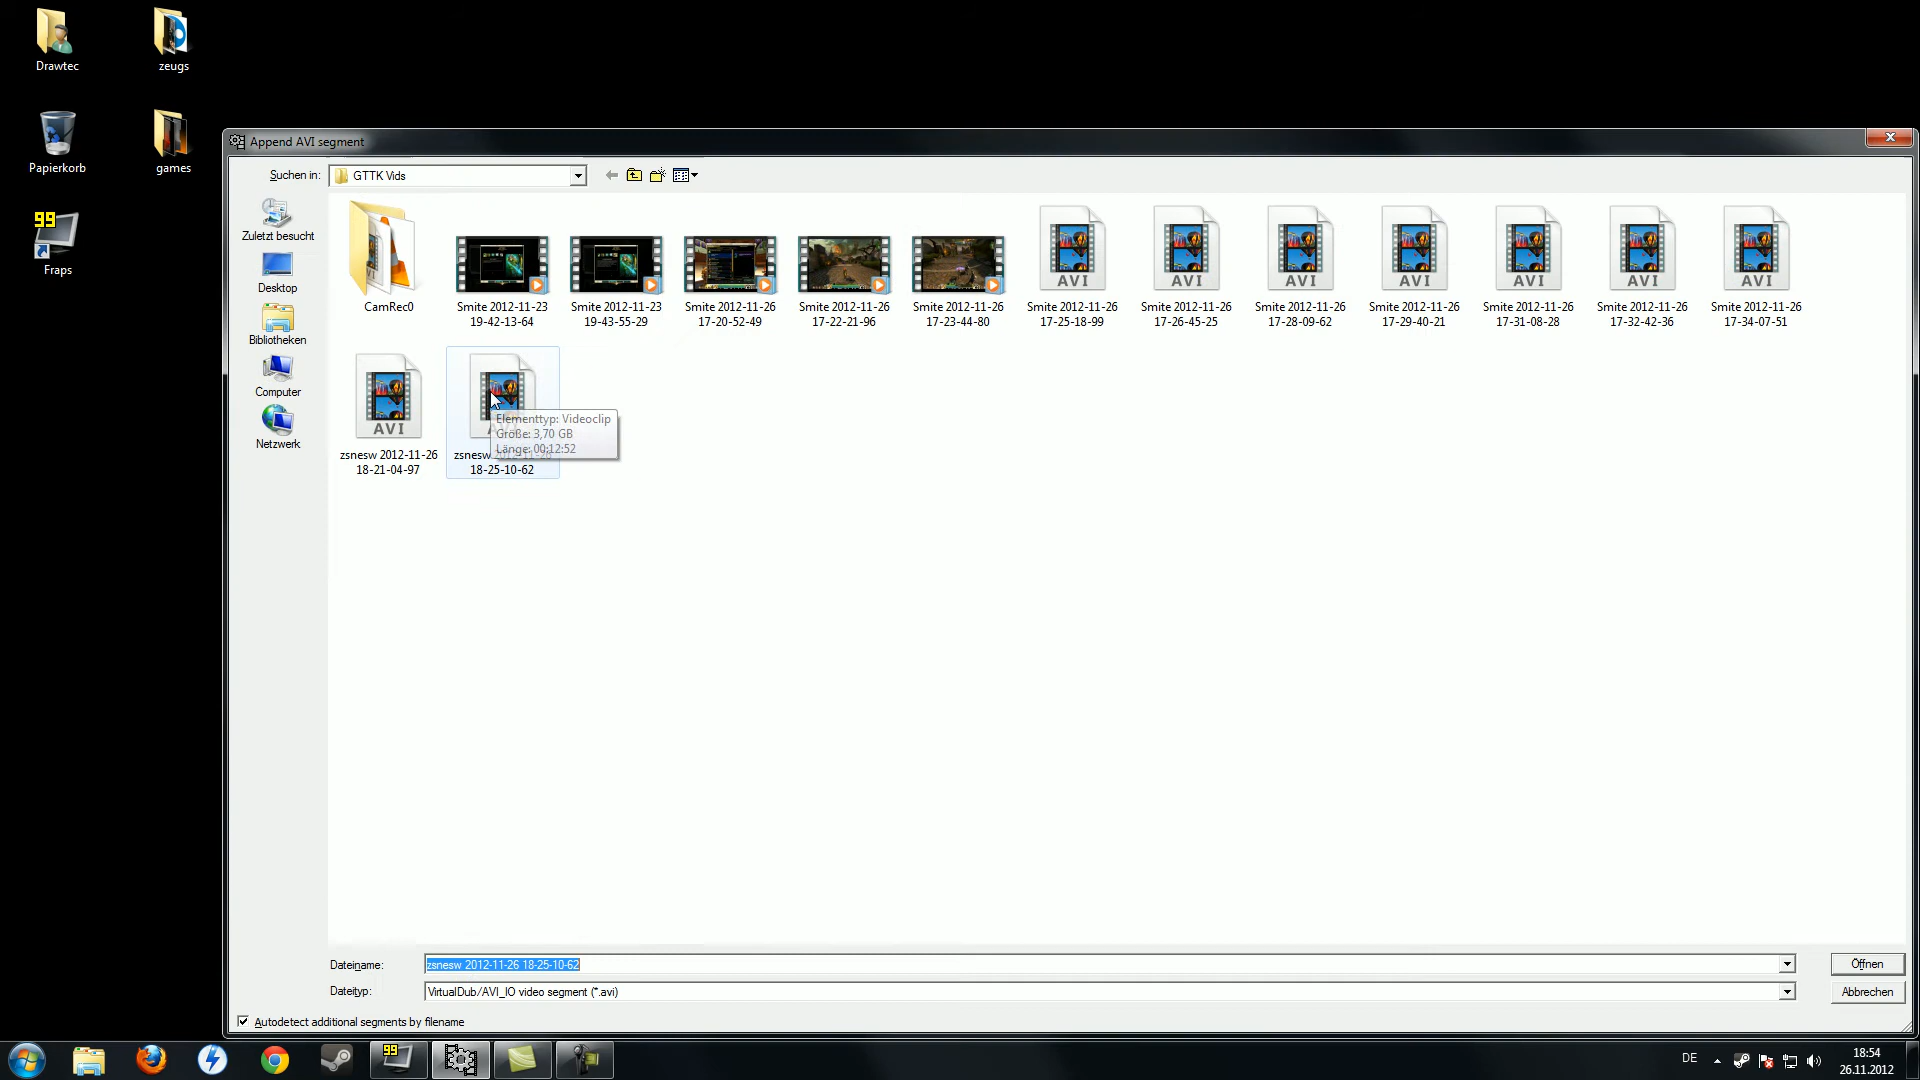 Drawtec
zeugs
Papierkorb
games
99
Fraps
Append AVI segment
Suchen in:
GTTK Vids
Zuletzt besucht
Desktop
Bibliotheken
Computer
Netzwerk
CamRec0
Smite 2012-11-23
19-42-13-64
Smite 2012-11-23
19-43-55-29
Smite 2012-11-26
17-20-52-49
Smite 2012-11-26
17-22-21-96
Smite 2012-11-26
17-23-44-80
AVI
Smite 2012-11-26
17-25-18-99
AVI
Smite 2012-11-26
17-26-45-25
AVI
Smite 2012-11-26
17-28-09-62
AVI
Smite 2012-11-26
17-29-40-21
AVI
Smite 2012-11-26
17-31-08-28
AVI
Smite 2012-11-26
17-32-42-36
AVI
Smite 2012-11-26
17-34-07-51
AVI
zsnesw 2012-11-26
18-21-04-97
Elementtyp: Videoclip
Größe: 3,70 GB
Länge: 00:12:52
zsnesw
18-25-10-62
Dateiname:
zsnesw 2012-11-26 18-25-10-62
Öffnen
Dateityp:
VirtualDub/AVI_IO video segment (*.avi)
Abbrechen
Autodetect additional segments by filename
99
DE
18:54
26.11.2012